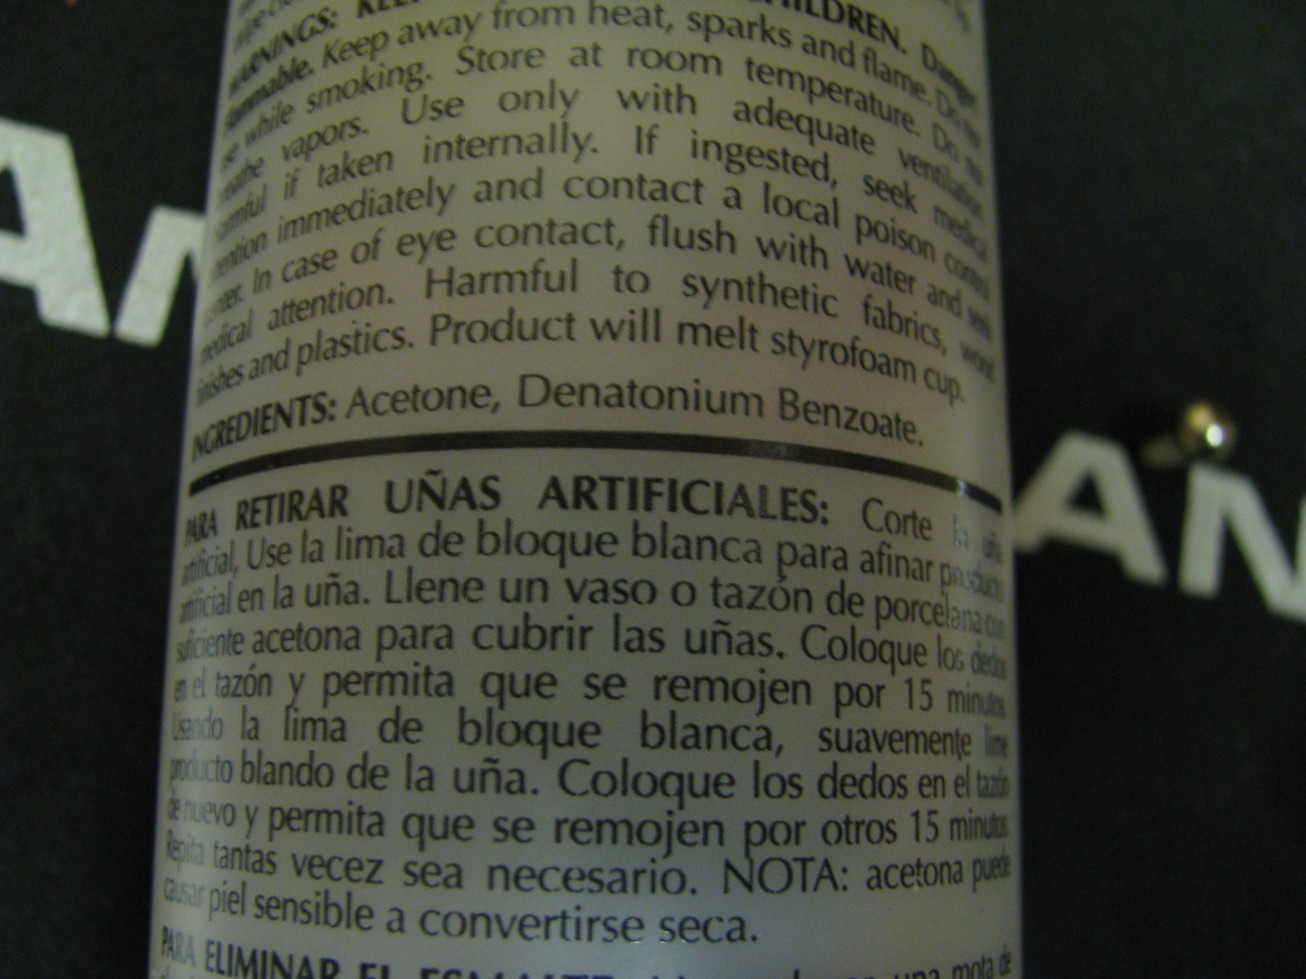 WARNINGS: CHILDREN. Danger
flammable. Keep away from heat, sparks and flame. Do not
while smoking. Store at room temperature. Do not
vapors. Use only with adequate ventilation
if taken internally. If ingested, seek medical
immediately and contact a local poison control
center. In case of eye contact, flush with water and seek
medical attention. Harmful to synthetic fabrics, wood
finishes and plastics. Product will melt styrofoam cup.
INGREDIENTS: Acetone, Denatonium Benzoate.
PARA RETIRAR UÑAS ARTIFICIALES: Corte la uña
artificial, Use la lima de bloque blanca para afinar producto
artificial en la uña. Llene un vaso o tazón de porcelana con
suficiente acetona para cubrir las uñas. Coloque los dedos
en el tazón y permita que se remojen por 15 minutos.
Usando la lima de bloque blanca, suavemente lime
producto blando de la uña. Coloque los dedos en el tazón
de nuevo y permita que se remojen por otros 15 minutos.
Repita tantas vecez sea necesario. NOTA: acetona puede
causar piel sensible a convertirse seca.
PARA ELIMINAR EL ESMALTE una mota de
AN
AN